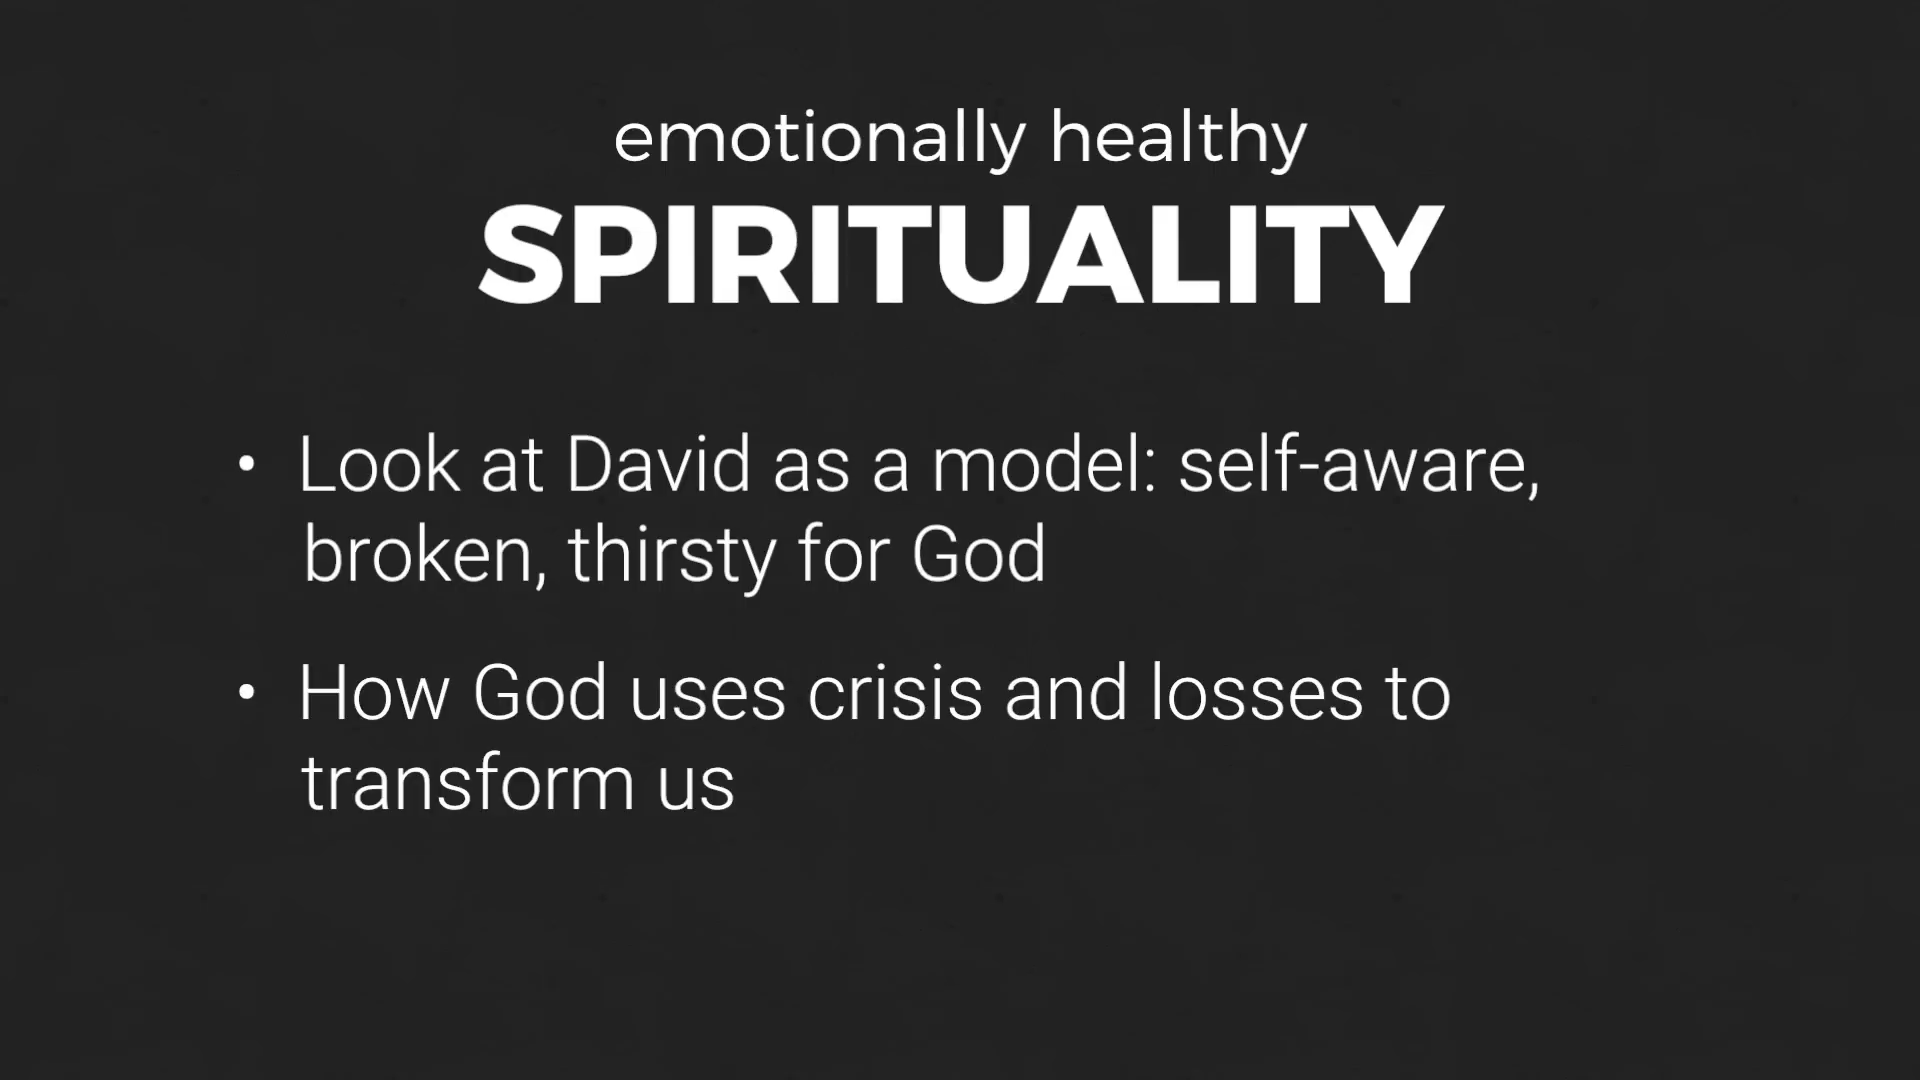 emotionally healthy
SPIRITUALITY
• Look at David as a model: self-aware,
broken, thirsty for God
• How God uses crisis and losses to
transform us